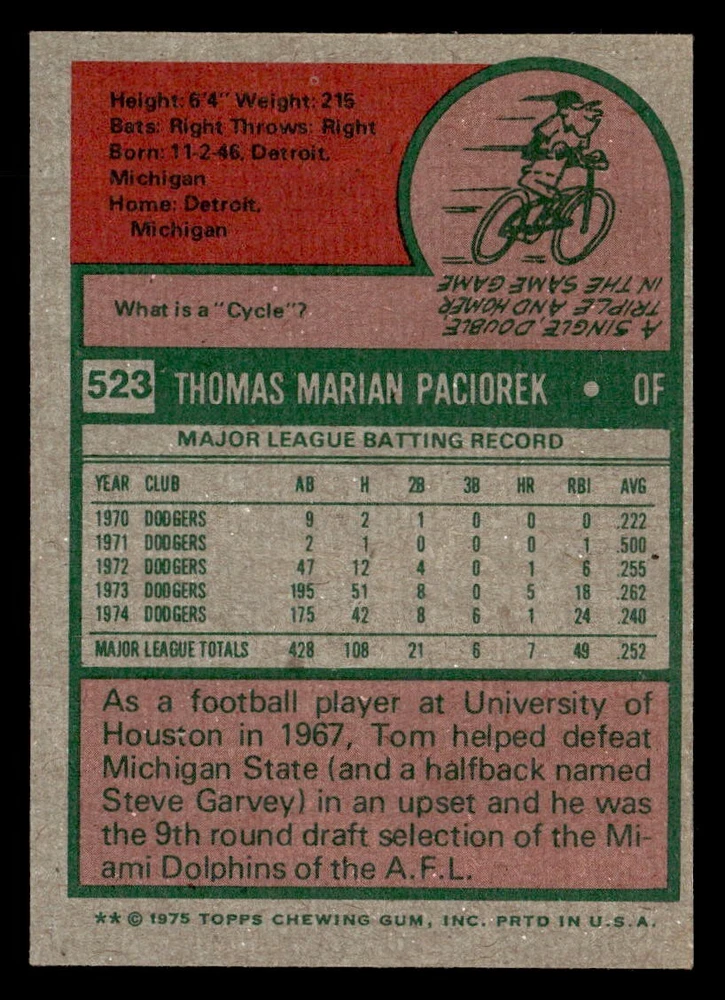 Height: 6'4" Weight: 215
Bats: Right Throws: Right
Born: 11-2-46, Detroit,
Michigan
Home: Detroit,
Michigan
What is a "Cycle"?
A SINGLE, DOUBLE,
TRIPLE AND HOMER
IN THE SAME GAME
523 THOMAS MARIAN PACIOREK • OF
MAJOR LEAGUE BATTING RECORD
YEAR CLUB AB H 2B 3B HR RBI AVG
1970 DODGERS 9 2 1 0 0 0 .222
1971 DODGERS 2 1 0 0 0 1 .500
1972 DODGERS 47 12 4 0 1 6 .255
1973 DODGERS 195 51 8 0 5 18 .262
1974 DODGERS 175 42 8 6 1 24 .240
MAJOR LEAGUE TOTALS 428 108 21 6 7 49 .252
As a football player at University of
Houston in 1967, Tom helped defeat
Michigan State (and a halfback named
Steve Garvey) in an upset and he was
the 9th round draft selection of the Mi-
ami Dolphins of the A.F.L.
** © 1975 TOPPS CHEWING GUM, INC. PRTD IN U.S.A.